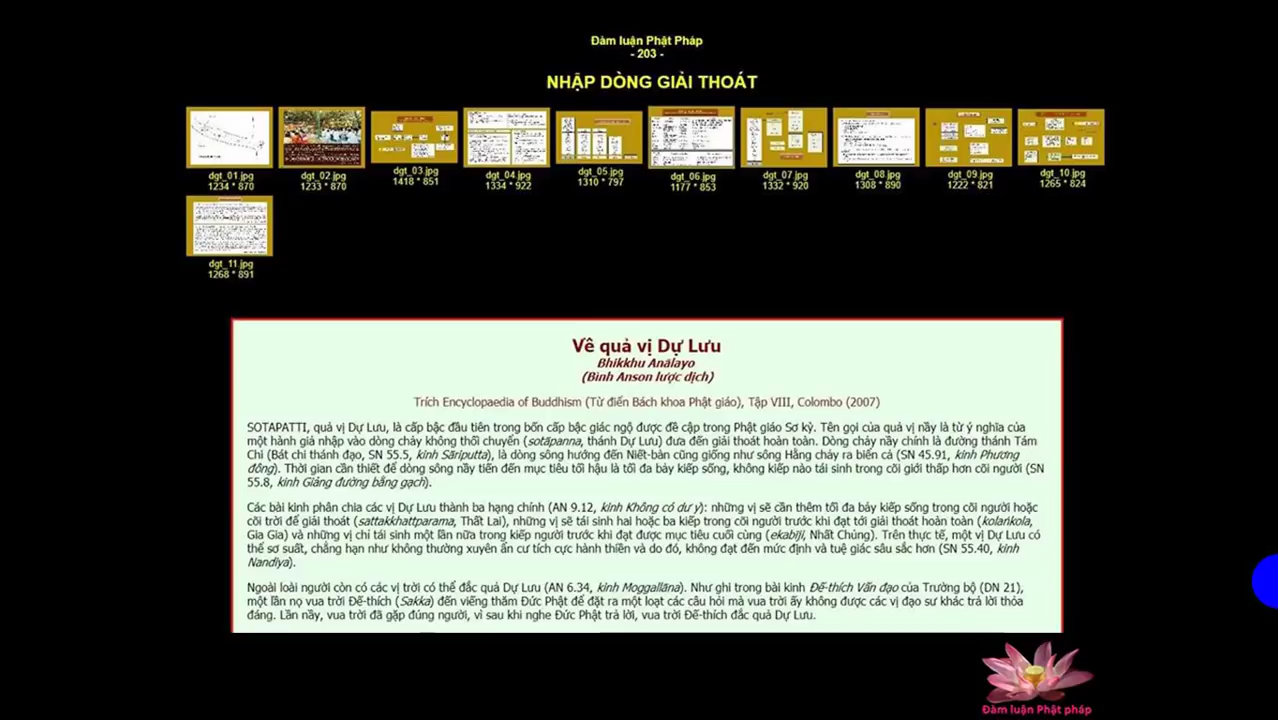 Đàm luận Phật Pháp
- 203 -
NHẬP DÒNG GIẢI THOÁT
dgt_01.jpg
1234 * 870
dgt_02.jpg
1233 * 870
dgt_03.jpg
1418 * 851
dgt_04.jpg
1334 * 922
dgt_05.jpg
1310 * 797
dgt_06.jpg
1177 * 853
dgt_07.jpg
1332 * 920
dgt_08.jpg
1308 * 890
dgt_09.jpg
1222 * 821
dgt_10.jpg
1265 * 824
dgt_11.jpg
1268 * 891
Về quả vị Dự Lưu
Bhikkhu Anālayo
(Bình Anson lược dịch)
Trích Encyclopaedia of Buddhism (Từ điển Bách khoa Phật giáo), Tập VIII, Colombo (2007)
SOTAPATTI, quả vị Dự Lưu, là cấp bậc đầu tiên trong bốn cấp bậc giác ngộ được đề cập trong Phật giáo Sơ kỳ. Tên gọi của quả vị nầy là từ ý nghĩa của
một hành giả nhập vào dòng chảy không thối chuyển (sotāpanna, thánh Dự Lưu) đưa đến giải thoát hoàn toàn. Dòng chảy nầy chính là đường thánh Tám
Chi (Bát chi thánh đạo, SN 55.5, kinh Sāriputta), là dòng sông hướng đến Niết-bàn cũng giống như sông Hằng chảy ra biển cả (SN 45.91, kinh Phương
đông). Thời gian cần thiết để dòng sông nầy tiến đến mục tiêu tối hậu là tối đa bảy kiếp sống, không kiếp nào tái sinh trong cõi giới thấp hơn cõi người (SN
55.8, kinh Giảng đường bằng gạch).
Các bài kinh phân chia các vị Dự Lưu thành ba hạng chính (AN 9.12, kinh Không có dư y): những vị sẽ cần thêm tối đa bảy kiếp sống trong cõi người hoặc
cõi trời để giải thoát (sattakkhattparama, Thất Lai), những vị sẽ tái sinh hai hoặc ba kiếp trong cõi người trước khi đạt tới giải thoát hoàn toàn (kolaṅkola,
Gia Gia) và những vị chỉ tái sinh một lần nữa trong kiếp người trước khi đạt được mục tiêu cuối cùng (ekabījī, Nhất Chủng). Trên thực tế, một vị Dự Lưu có
thể sơ suất, chẳng hạn như không thường xuyên ẩn cư tích cực hành thiền và do đó, không đạt đến mức định và tuệ giác sâu sắc hơn (SN 55.40, kinh
Nandiya).
Ngoài loài người còn có các vị trời có thể đắc quả Dự Lưu (AN 6.34, kinh Moggallāna). Như ghi trong bài kinh Đế-thích Vấn đạo của Trường bộ (DN 21),
một lần nọ vua trời Đế-thích (Sakka) đến viếng thăm Đức Phật để đặt ra một loạt các câu hỏi mà vua trời ấy không được các vị đạo sư khác trả lời thỏa
đáng. Lần nầy, vua trời đã gặp đúng người, vì sau khi nghe Đức Phật trả lời, vua trời Đế-thích đắc quả Dự Lưu.
Đàm luận Phật pháp